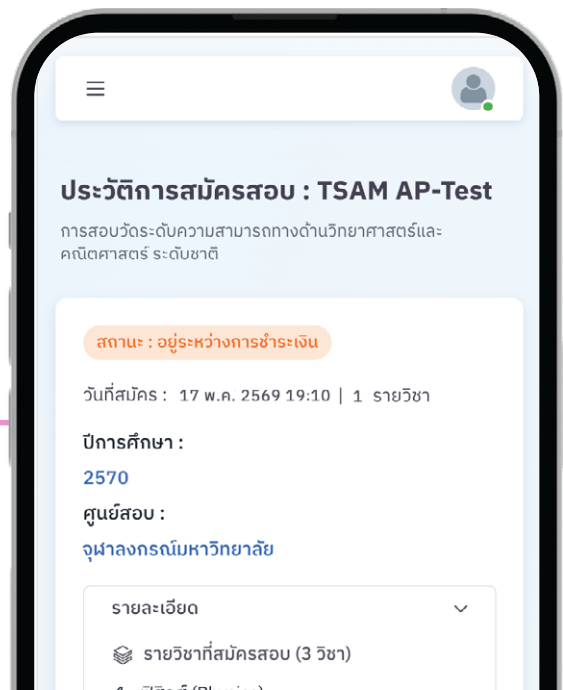 ประวัติการสมัครสอบ : TSAM AP-Test
การสอบวัดระดับความสามารถทางด้านวิทยาศาสตร์และ
คณิตศาสตร์ ระดับชาติ
สถานะ : อยู่ระหว่างการชำระเงิน
วันที่สมัคร : 17 พ.ค. 2569 19:10 | 1 รายวิชา
ปีการศึกษา :
2570
ศูนย์สอบ :
จุฬาลงกรณ์มหาวิทยาลัย
รายละเอียด
รายวิชาที่สมัครสอบ (3 วิชา)